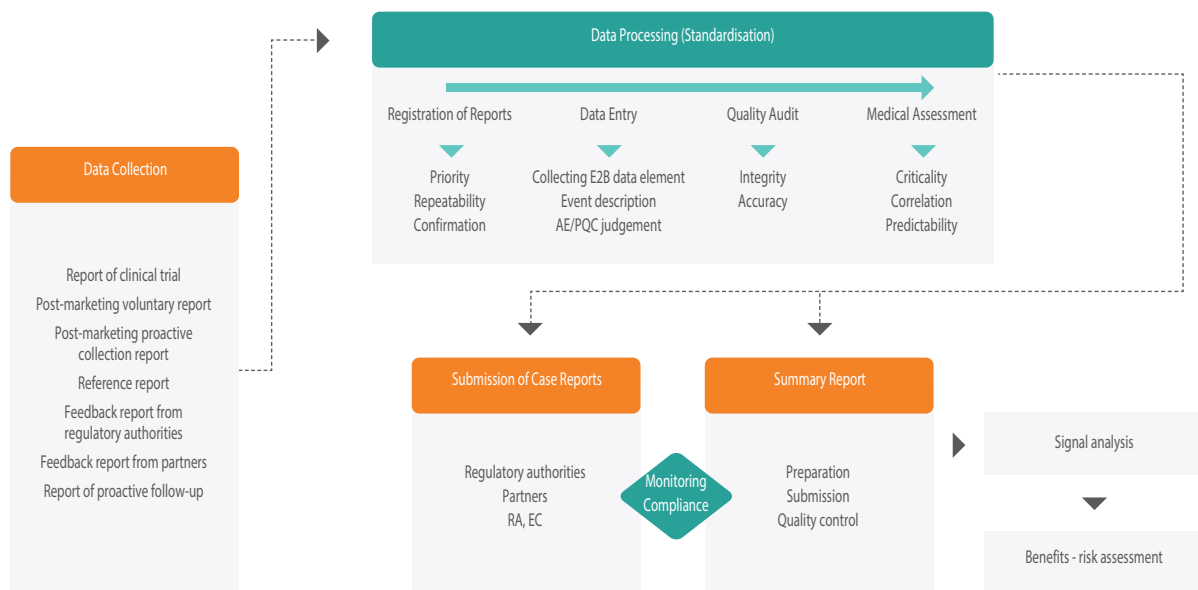 Data Collection
Report of clinical trial
Post-marketing voluntary report
Post-marketing proactive
collection report
Reference report
Feedback report from
regulatory authorities
Feedback report from partners
Report of proactive follow-up
Data Processing (Standardisation)
Registration of Reports
Priority
Repeatability
Confirmation
Data Entry
Collecting E2B data element
Event description
AE/PQC judgement
Quality Audit
Integrity
Accuracy
Medical Assessment
Criticality
Correlation
Predictability
Submission of Case Reports
Regulatory authorities
Partners
RA, EC
Monitoring
Compliance
Summary Report
Preparation
Submission
Quality control
Signal analysis
Benefits - risk assessment